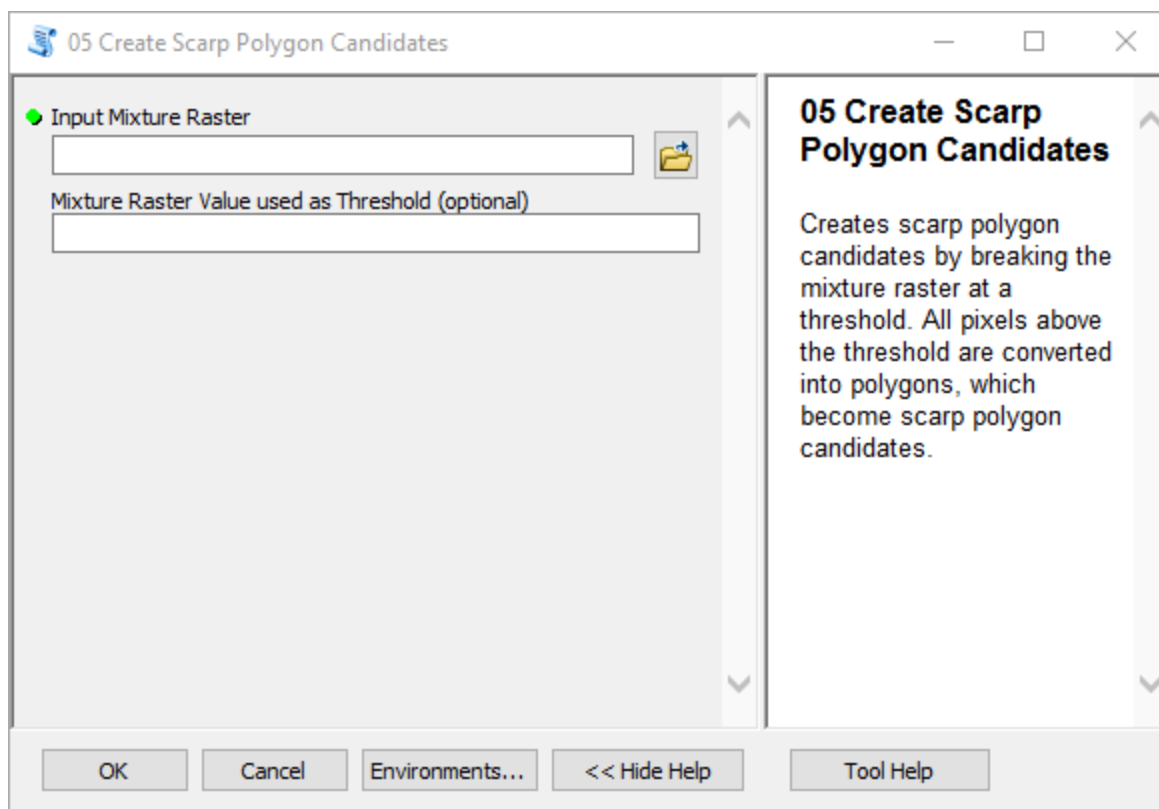 05 Create Scarp Polygon Candidates
Input Mixture Raster
Mixture Raster Value used as Threshold (optional)
05 Create Scarp
Polygon Candidates
Creates scarp polygon
candidates by breaking the
mixture raster at a
threshold. All pixels above
the threshold are converted
into polygons, which
become scarp polygon
candidates.
OK
Cancel
Environments...
<< Hide Help
Tool Help